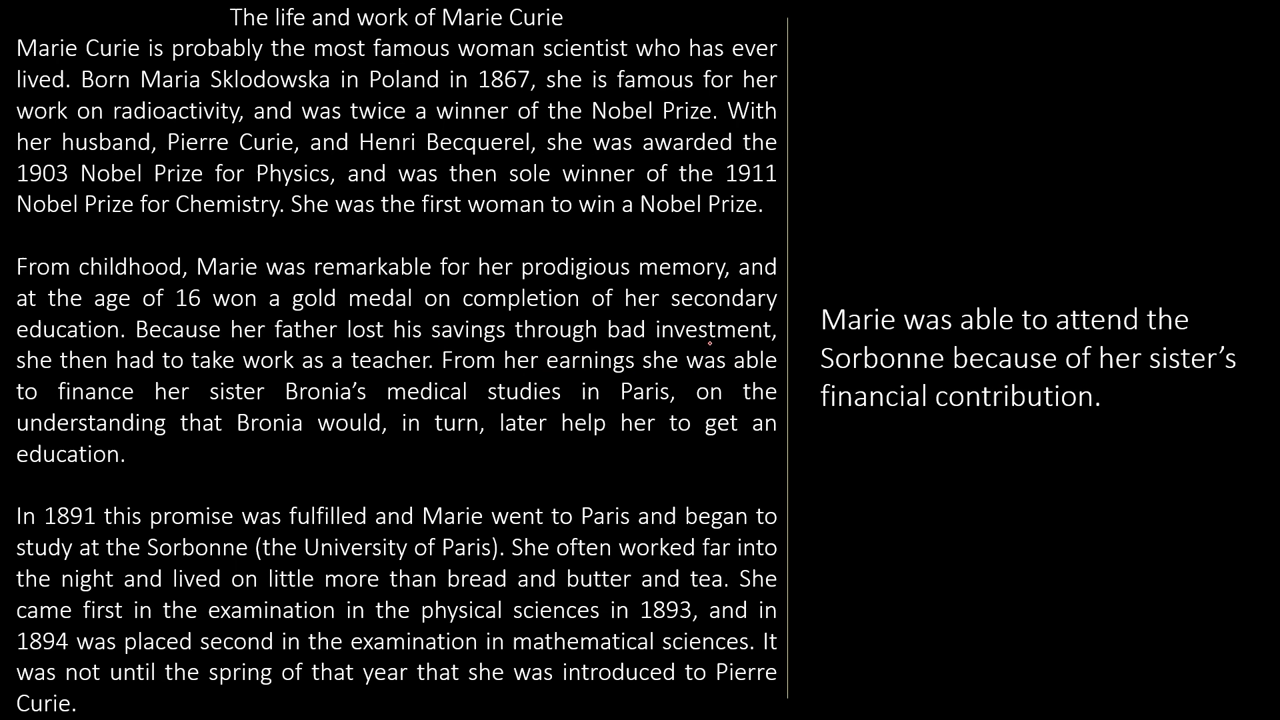 The life and work of Marie Curie
Marie Curie is probably the most famous woman scientist who has ever
lived. Born Maria Sklodowska in Poland in 1867, she is famous for her
work on radioactivity, and was twice a winner of the Nobel Prize. With
her husband, Pierre Curie, and Henri Becquerel, she was awarded the
1903 Nobel Prize for Physics, and was then sole winner of the 1911
Nobel Prize for Chemistry. She was the first woman to win a Nobel Prize.
From childhood, Marie was remarkable for her prodigious memory, and
at the age of 16 won a gold medal on completion of her secondary
education. Because her father lost his savings through bad investment,
she then had to take work as a teacher. From her earnings she was able
to finance her sister Bronia’s medical studies in Paris, on the
understanding that Bronia would, in turn, later help her to get an
education.
In 1891 this promise was fulfilled and Marie went to Paris and began to
study at the Sorbonne (the University of Paris). She often worked far into
the night and lived on little more than bread and butter and tea. She
came first in the examination in the physical sciences in 1893, and in
1894 was placed second in the examination in mathematical sciences. It
was not until the spring of that year that she was introduced to Pierre
Curie.
Marie was able to attend the
Sorbonne because of her sister’s
financial contribution.